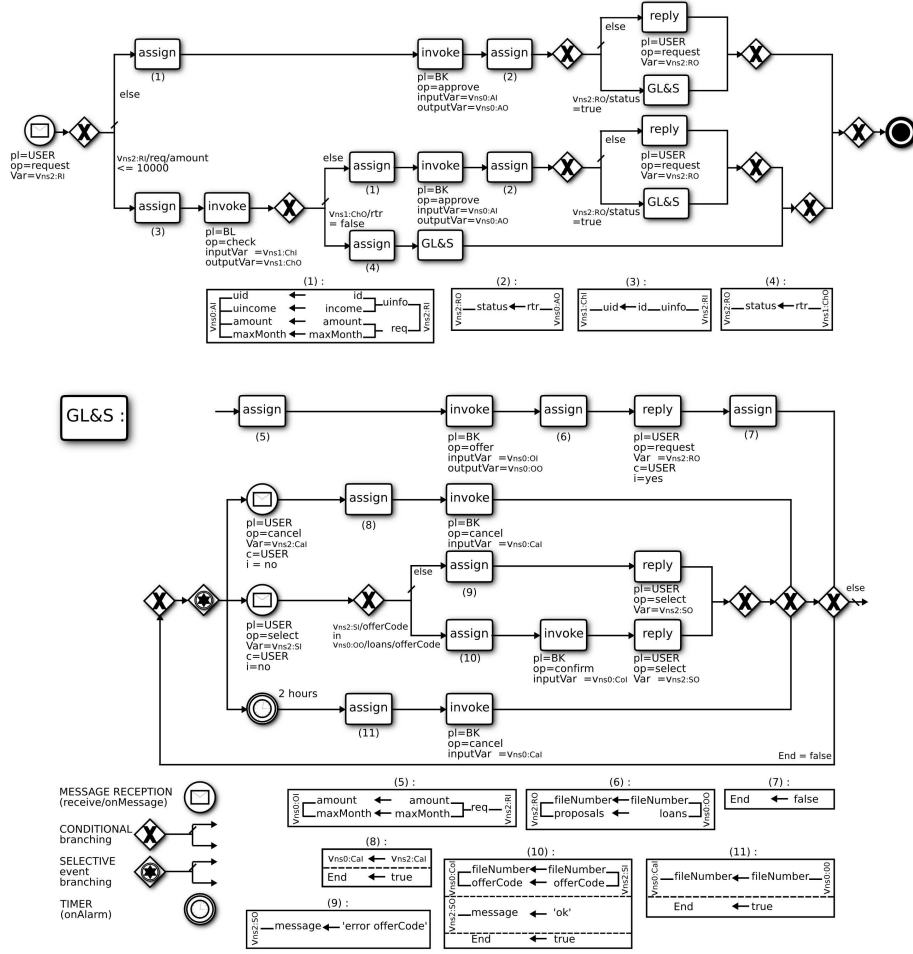 assign
(1)
else
invoke
pl=BK
op=approve
inputVar=vns0:AI
outputVar=vns0:AO
assign
(2)
else
reply
pl=USER
op=request
Var=vns2:RO
vns2:RO/status
=true
GL&S
pl=USER
op=request
Var=vns2:RI
vns2:RI/req/amount
<= 10000
assign
(3)
invoke
pl=BL
op=check
inputVar =vns1:ChI
outputVar=vns1:ChO
else
assign
(1)
vns1:ChO/rtr
= false
invoke
pl=BK
op=approve
inputVar=vns0:AI
outputVar=vns0:AO
assign
(2)
else
reply
pl=USER
op=request
Var=vns2:RO
vns2:RO/status
=true
GL&S
assign
(4)
GL&S
(1) :
vns0:AI
uid id
uincome income
uinfo
amount amount
maxMonth maxMonth
req
vns2:RI
(2) :
vns2:RO
status rtr
vns0:AO
(3) :
vns1:ChI
uid id uinfo
vns2:RI
(4) :
vns2:RO
status rtr
vns1:ChO
GL&S :
assign
(5)
invoke
pl=BK
op=offer
inputVar =vns0:OI
outputVar=vns0:OO
assign
(6)
reply
pl=USER
op=request
Var =vns2:RO
c=USER
i=yes
assign
(7)
pl=USER
op=cancel
Var=vns2:CaI
c=USER
i = no
assign
(8)
invoke
pl=BK
op=cancel
inputVar =vns0:CaI
pl=USER
op=select
Var=vns2:SI
c=USER
i=no
else
vns2:SI/offerCode
in
vns0:OO/loans/offerCode
assign
(9)
reply
pl=USER
op=select
Var=vns2:SO
assign
(10)
invoke
pl=BK
op=confirm
inputVar =vns0:CoI
reply
pl=USER
op=select
Var =vns2:SO
else
2 hours
assign
(11)
invoke
pl=BK
op=cancel
inputVar =vns0:CaI
End = false
MESSAGE RECEPTION
(receive/onMessage)
CONDITIONAL
branching
SELECTIVE
event
branching
TIMER
(onAlarm)
(5) :
vns0:OI
amount amount
maxMonth maxMonth
req
vns2:RI
(6) :
vns2:RO
fileNumber fileNumber
proposals loans
vns0:OO
(7) :
End false
(8) :
vns0:CaI vns2:CaI
End true
(9) :
vns2:SO
message 'error offerCode'
(10) :
vns0:CoI
fileNumber fileNumber
offerCode offerCode
vns2:SI
vns2:SO
message 'ok'
End true
(11) :
vns0:CaI
fileNumber fileNumber
vns0:00
End true